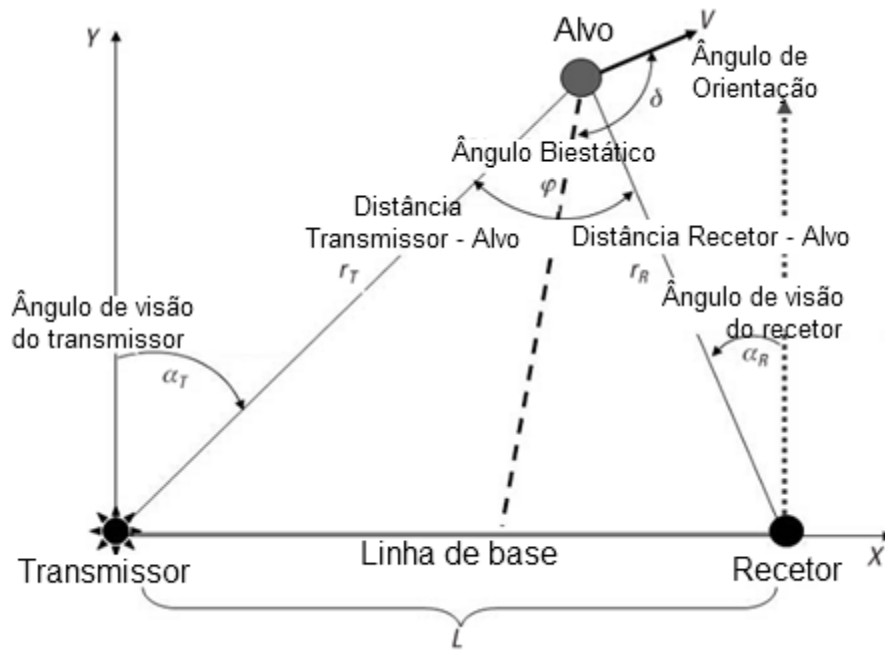 Y
Alvo
V
Ângulo de
Orientação
δ
Ângulo Biestático
φ
Distância
Transmissor - Alvo
Distância Recetor - Alvo
r_T
r_R
Ângulo de visão
do transmissor
Ângulo de visão
do recetor
α_T
α_R
Linha de base
X
Transmissor
Recetor
L